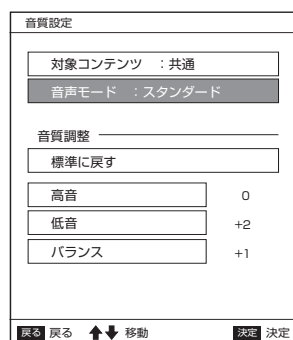 音質設定
対象コンテンツ ：共通
音声モード ：スタンダード
音質調整
標準に戻す
高音 0
低音 +2
バランス +1
戻る 戻る 移動 決定 決定